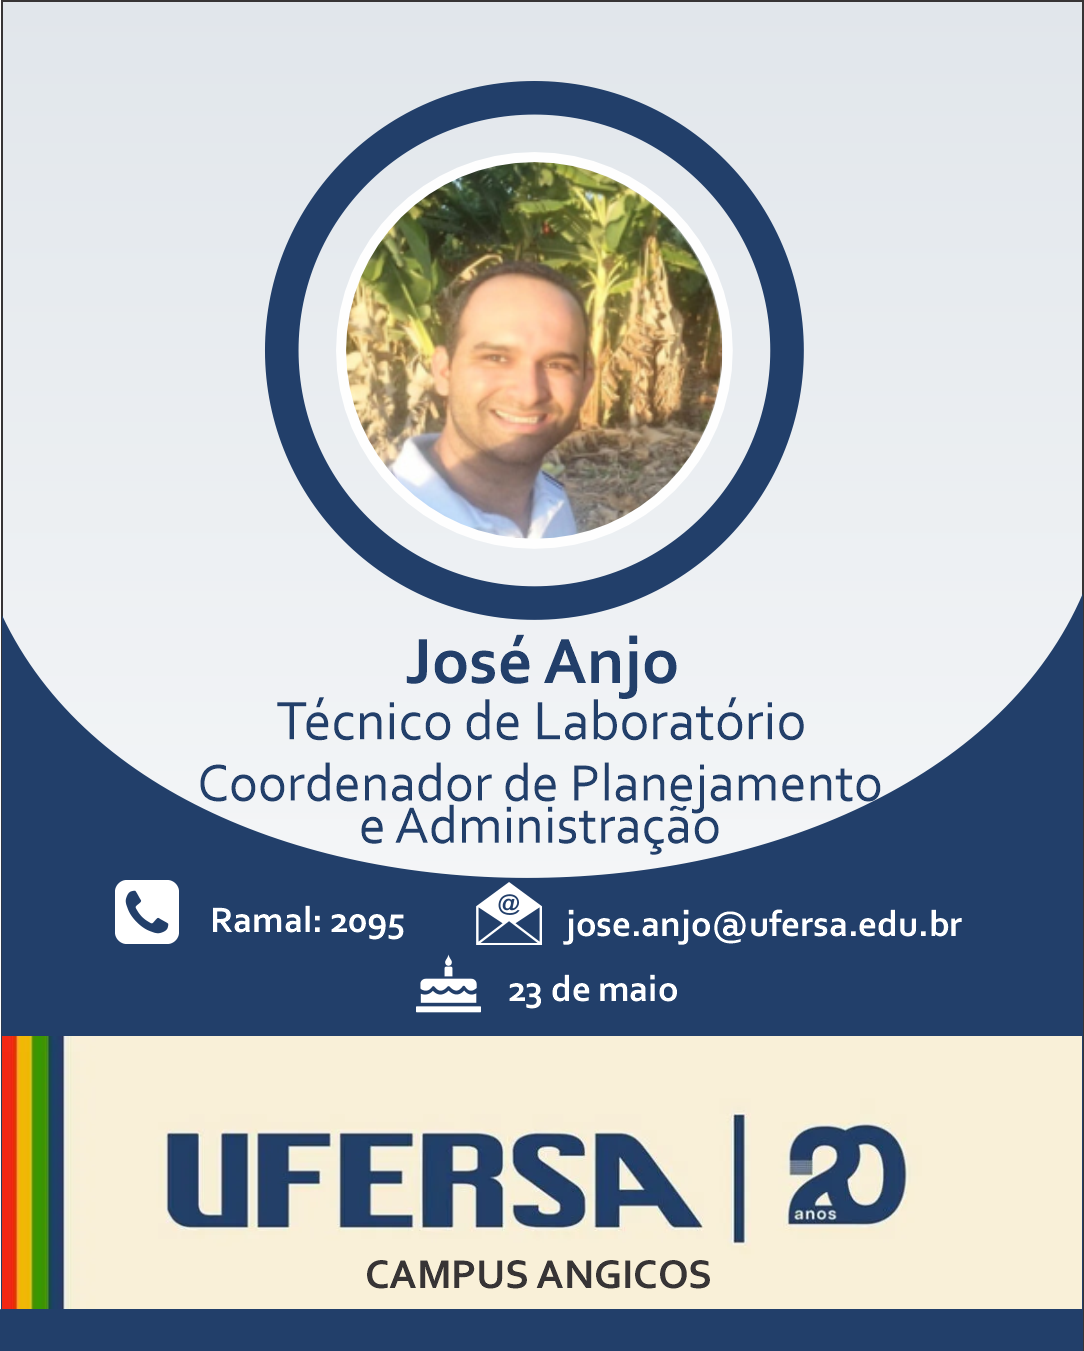 José Anjo
Técnico de Laboratório
Coordenador de Planejamento
e Administração
Ramal: 2095
@
jose.anjo@ufersa.edu.br
23 de maio
UFERSA | 20
anos
CAMPUS ANGICOS